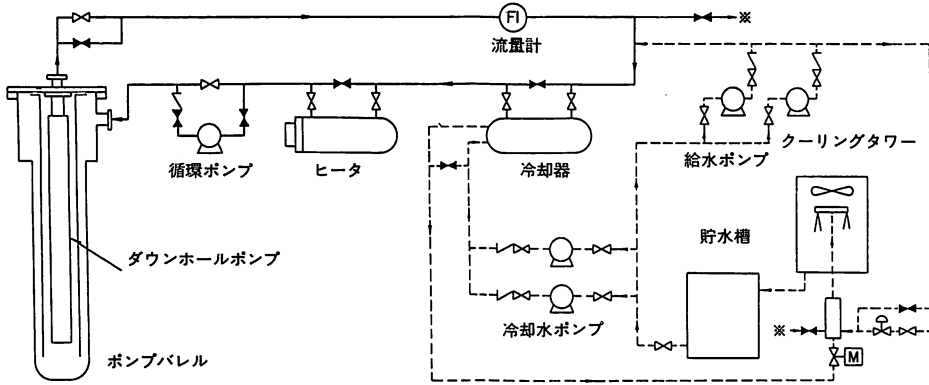 FI
※
流量計
循環ポンプ
ヒータ
冷却器
給水ポンプ
クーリングタワー
貯水槽
ダウンホールポンプ
冷却水ポンプ
※
M
ポンプバレル